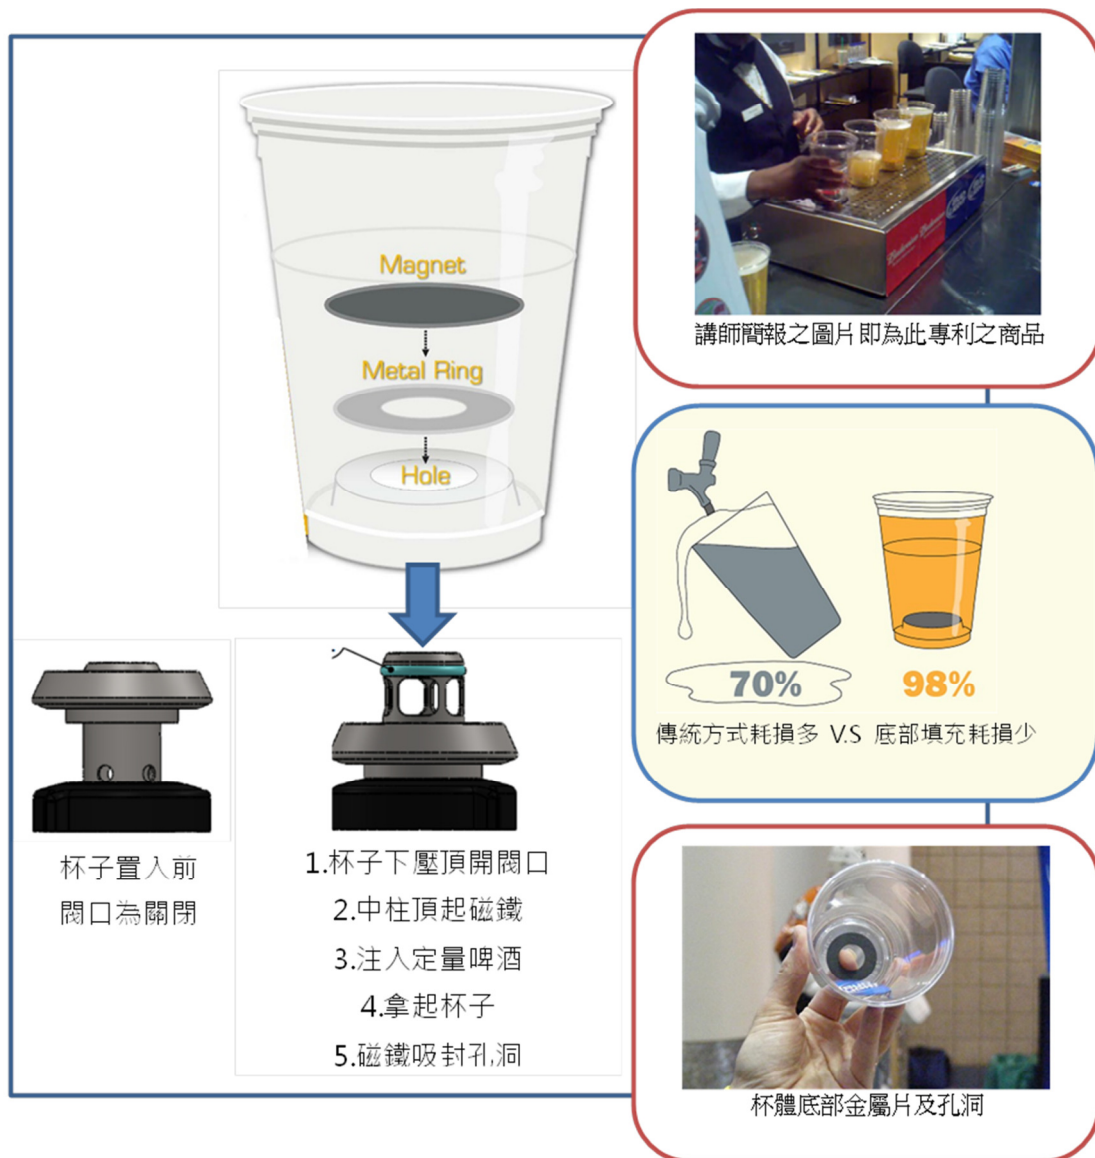 Magnet
Metal Ring
Hole
杯子置入前
閥口為關閉
1.杯子下壓頂開閥口
2.中柱頂起磁鐵
3.注入定量啤酒
4.拿起杯子
5.磁鐵吸封孔洞
講師簡報之圖片即為此專利之商品
70%
98%
傳統方式耗損多 V.S 底部填充耗損少
杯體底部金屬片及孔洞